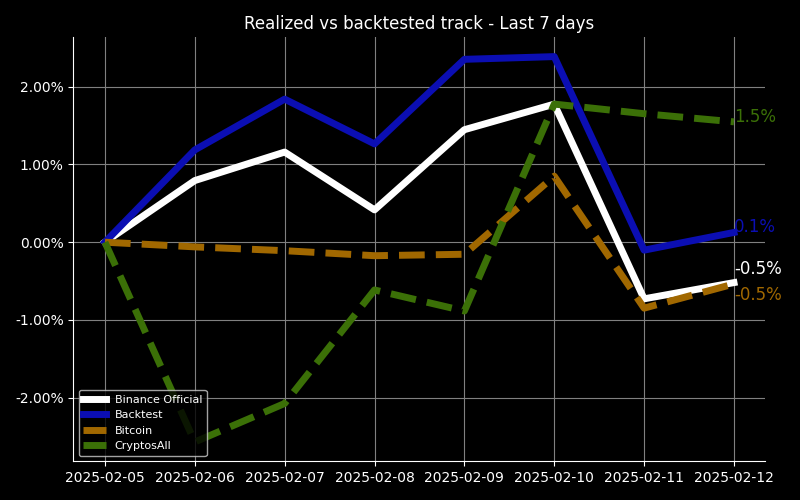 Realized vs backtested track - Last 7 days
2.00%
1.00%
0.00%
-1.00%
-2.00%
1.5%
0.1%
-0.5%
-0.5%
Binance Official
Backtest
Bitcoin
CryptosAll
2025-02-05 2025-02-06 2025-02-07 2025-02-08 2025-02-09 2025-02-10 2025-02-11 2025-02-12